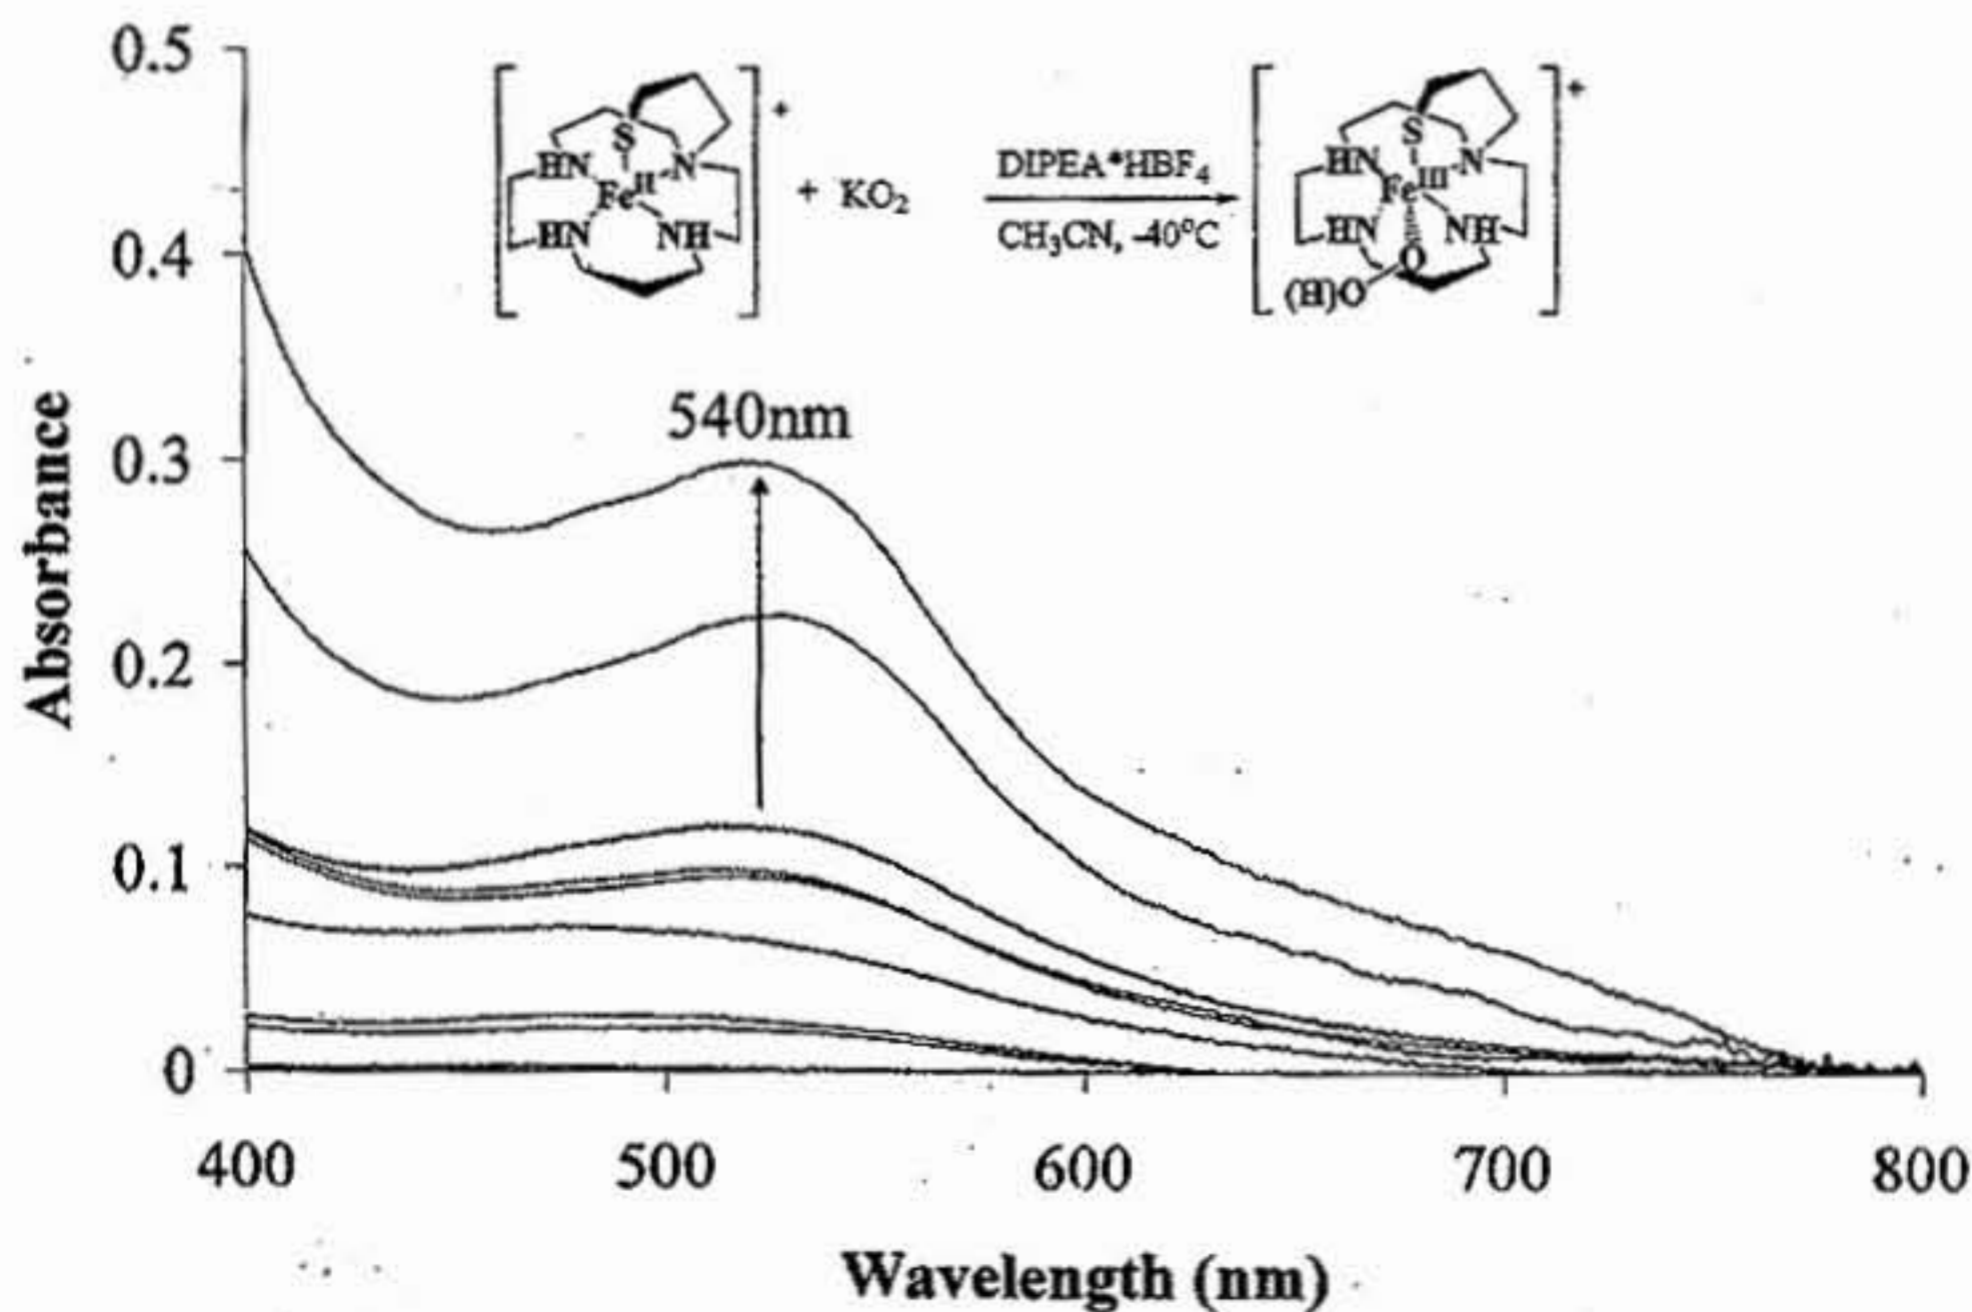 0.5
0.4
0.3
0.2
0.1
0
400
500
600
700
800
Absorbance
Wavelength (nm)
540nm
+
S
HN
N
Fe II
HN
NH
+ KO₂
DIPEA*HBF₄
CH₃CN, -40°C
+
S
HN
N
Fe III
HN
NH
O
(H)O